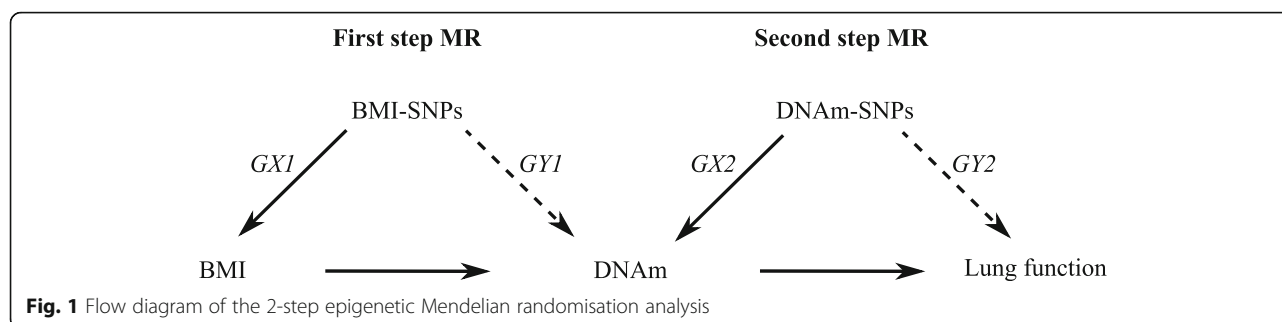 First step MR
Second step MR
BMI-SNPs
DNAm-SNPs
GX1
GY1
GX2
GY2
BMI
DNAm
Lung function
Fig. 1 Flow diagram of the 2-step epigenetic Mendelian randomisation analysis